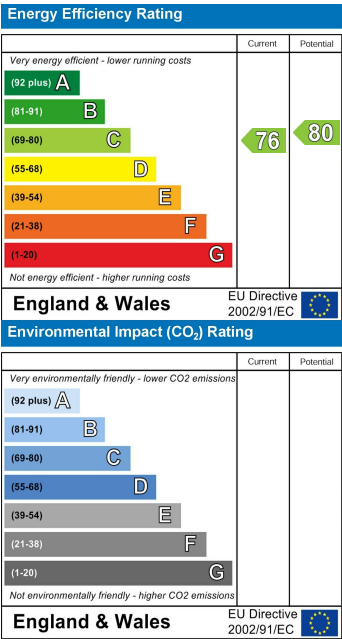 Energy Efficiency Rating
Current Potential
Very energy efficient - lower running costs
(92 plus) A
(81-91) B
(69-80) C
(55-68) D
(39-54) E
(21-38) F
(1-20) G
76 80
Not energy efficient - higher running costs
England & Wales
EU Directive
2002/91/EC
Environmental Impact (CO₂) Rating
Current Potential
Very environmentally friendly - lower CO2 emissions
(92 plus) A
(81-91) B
(69-80) C
(55-68) D
(39-54) E
(21-38) F
(1-20) G
Not environmentally friendly - higher CO2 emissions
England & Wales
EU Directive
2002/91/EC